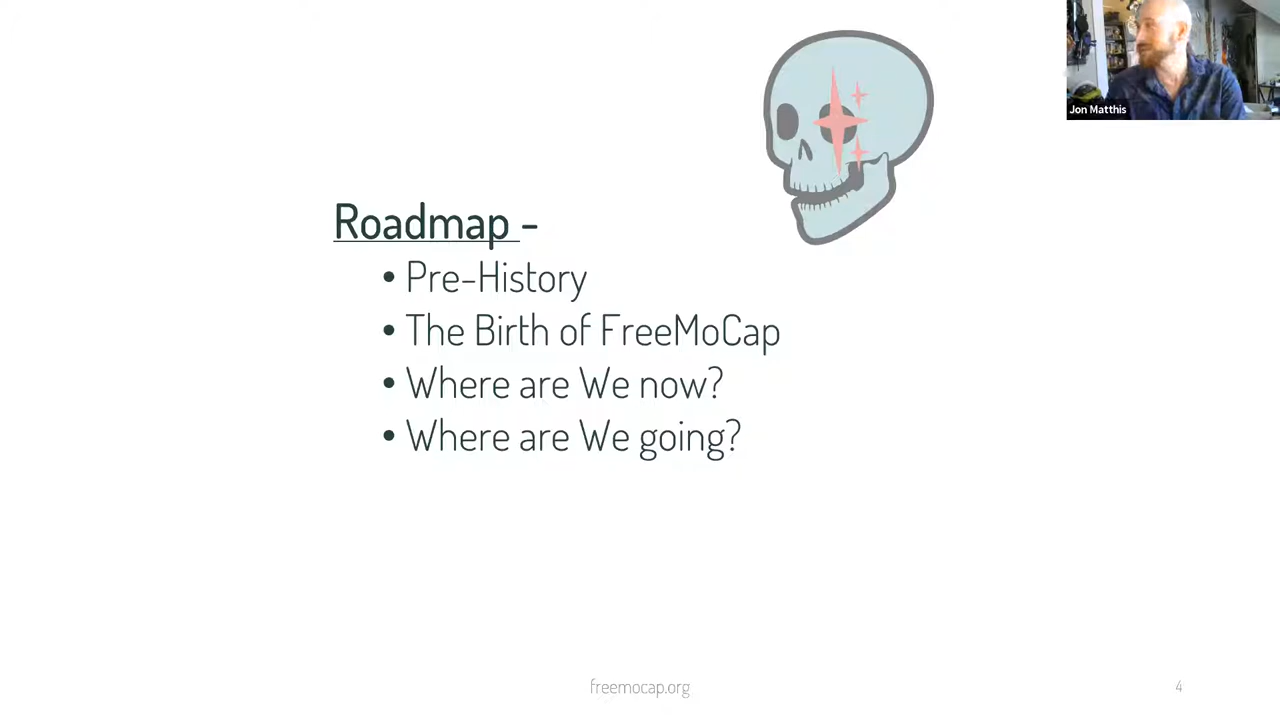 Jon Matthis
Roadmap -
• Pre-History
• The Birth of FreeMoCap
• Where are We now?
• Where are We going?
freemocap.org
4